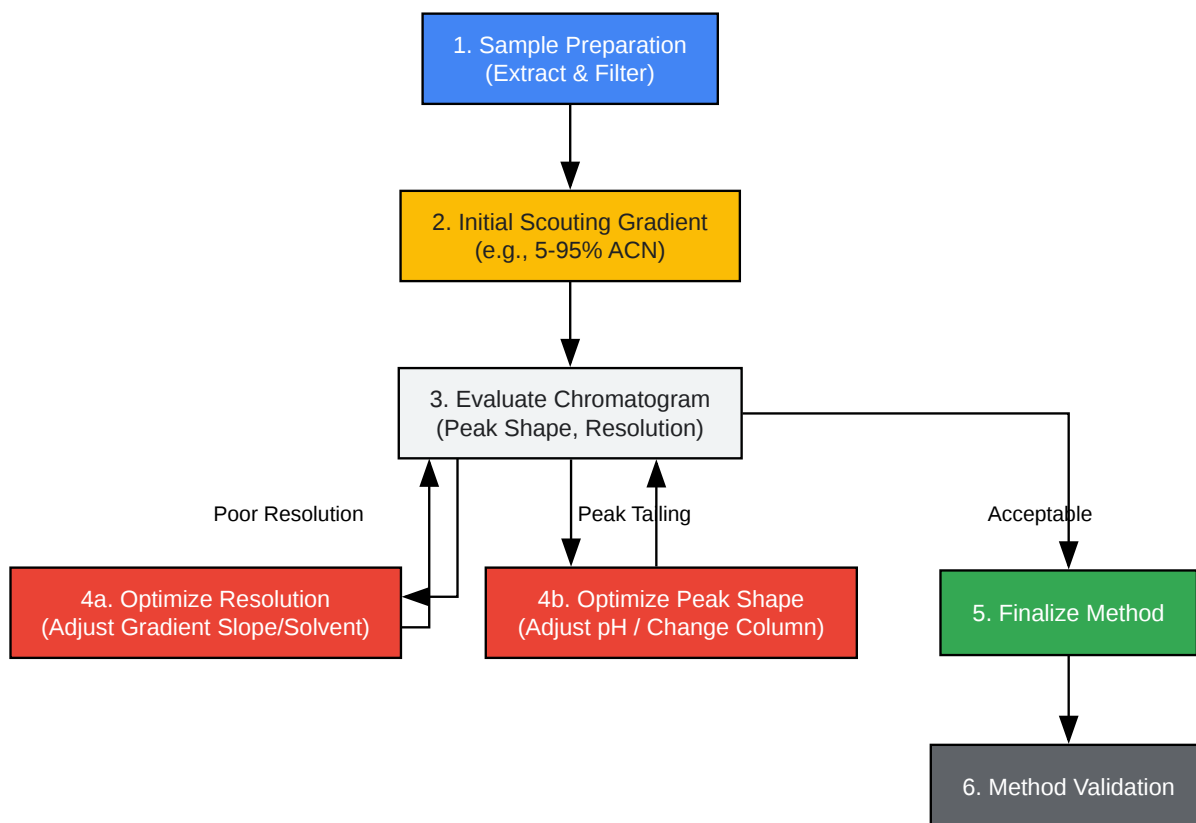 1. Sample Preparation
(Extract & Filter)
2. Initial Scouting Gradient
(e.g., 5-95% ACN)
3. Evaluate Chromatogram
(Peak Shape, Resolution)
Poor Resolution
Peak Tailing
Acceptable
4a. Optimize Resolution
(Adjust Gradient Slope/Solvent)
4b. Optimize Peak Shape
(Adjust pH / Change Column)
5. Finalize Method
6. Method Validation